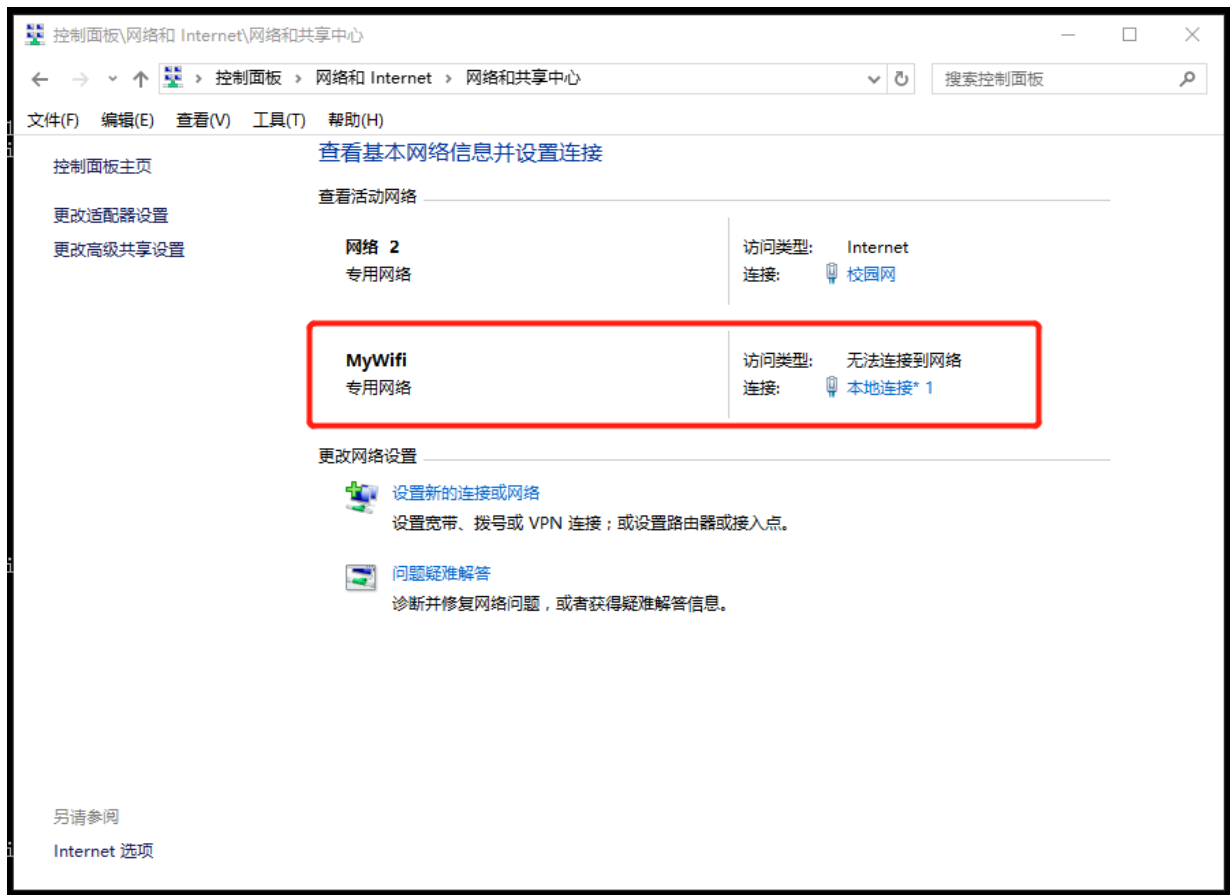 控制面板\网络和 Internet\网络和共享中心
控制面板 › 网络和 Internet › 网络和共享中心 搜索控制面板
文件(F) 编辑(E) 查看(V) 工具(T) 帮助(H)
控制面板主页
更改适配器设置
更改高级共享设置
查看基本网络信息并设置连接
查看活动网络
网络 2
专用网络
访问类型: Internet
连接: 校园网
MyWifi
专用网络
访问类型: 无法连接到网络
连接: 本地连接* 1
更改网络设置
设置新的连接或网络
设置宽带、拨号或 VPN 连接；或设置路由器或接入点。
问题疑难解答
诊断并修复网络问题，或者获得疑难解答信息。
另请参阅
Internet 选项